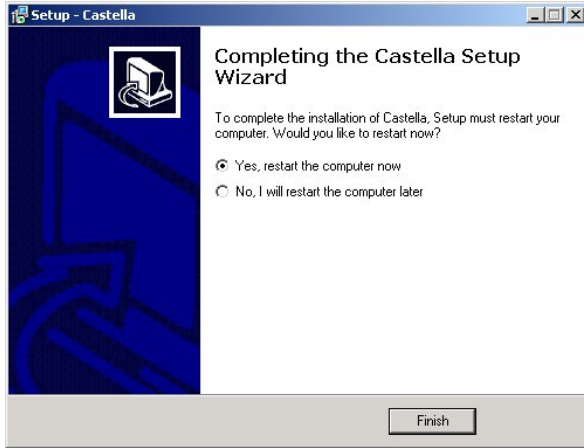 Setup - Castella
Completing the Castella Setup
Wizard
To complete the installation of Castella, Setup must restart your
computer. Would you like to restart now?
Yes, restart the computer now
No, I will restart the computer later
Finish